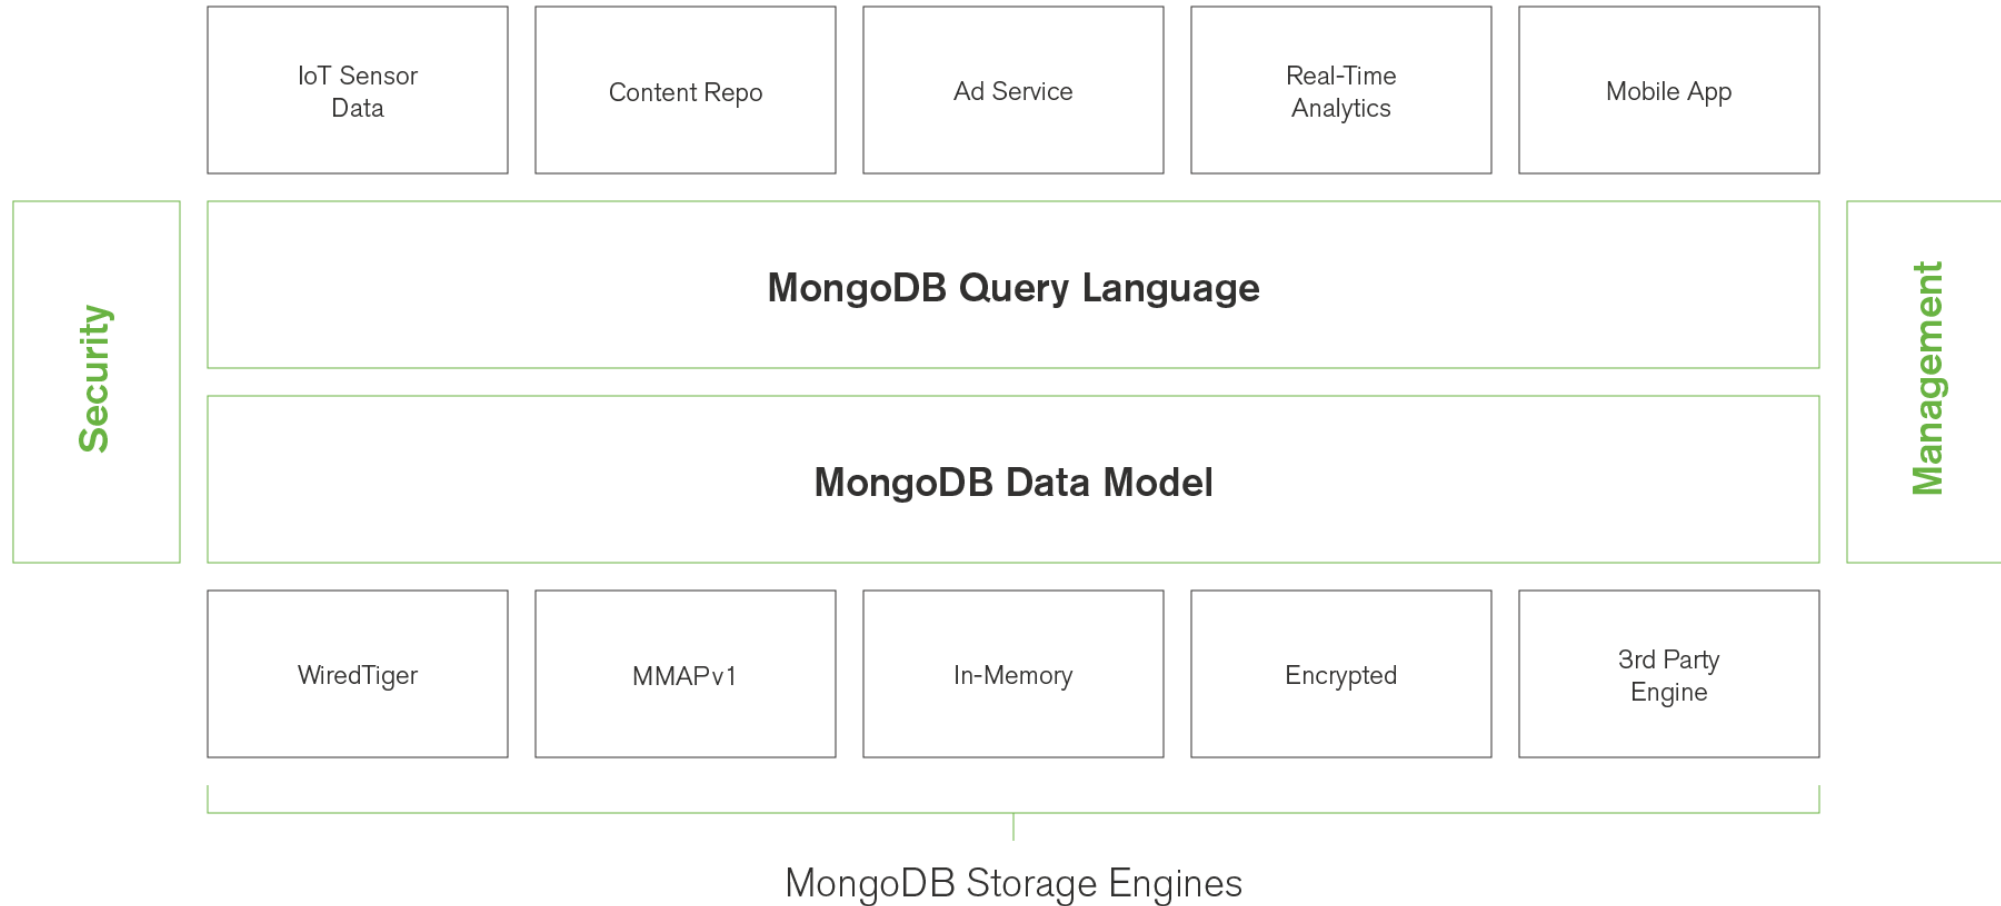 IoT Sensor
Data
Content Repo
Ad Service
Real-Time
Analytics
Mobile App
Security
MongoDB Query Language
MongoDB Data Model
Management
WiredTiger
MMAPv1
In-Memory
Encrypted
3rd Party
Engine
MongoDB Storage Engines